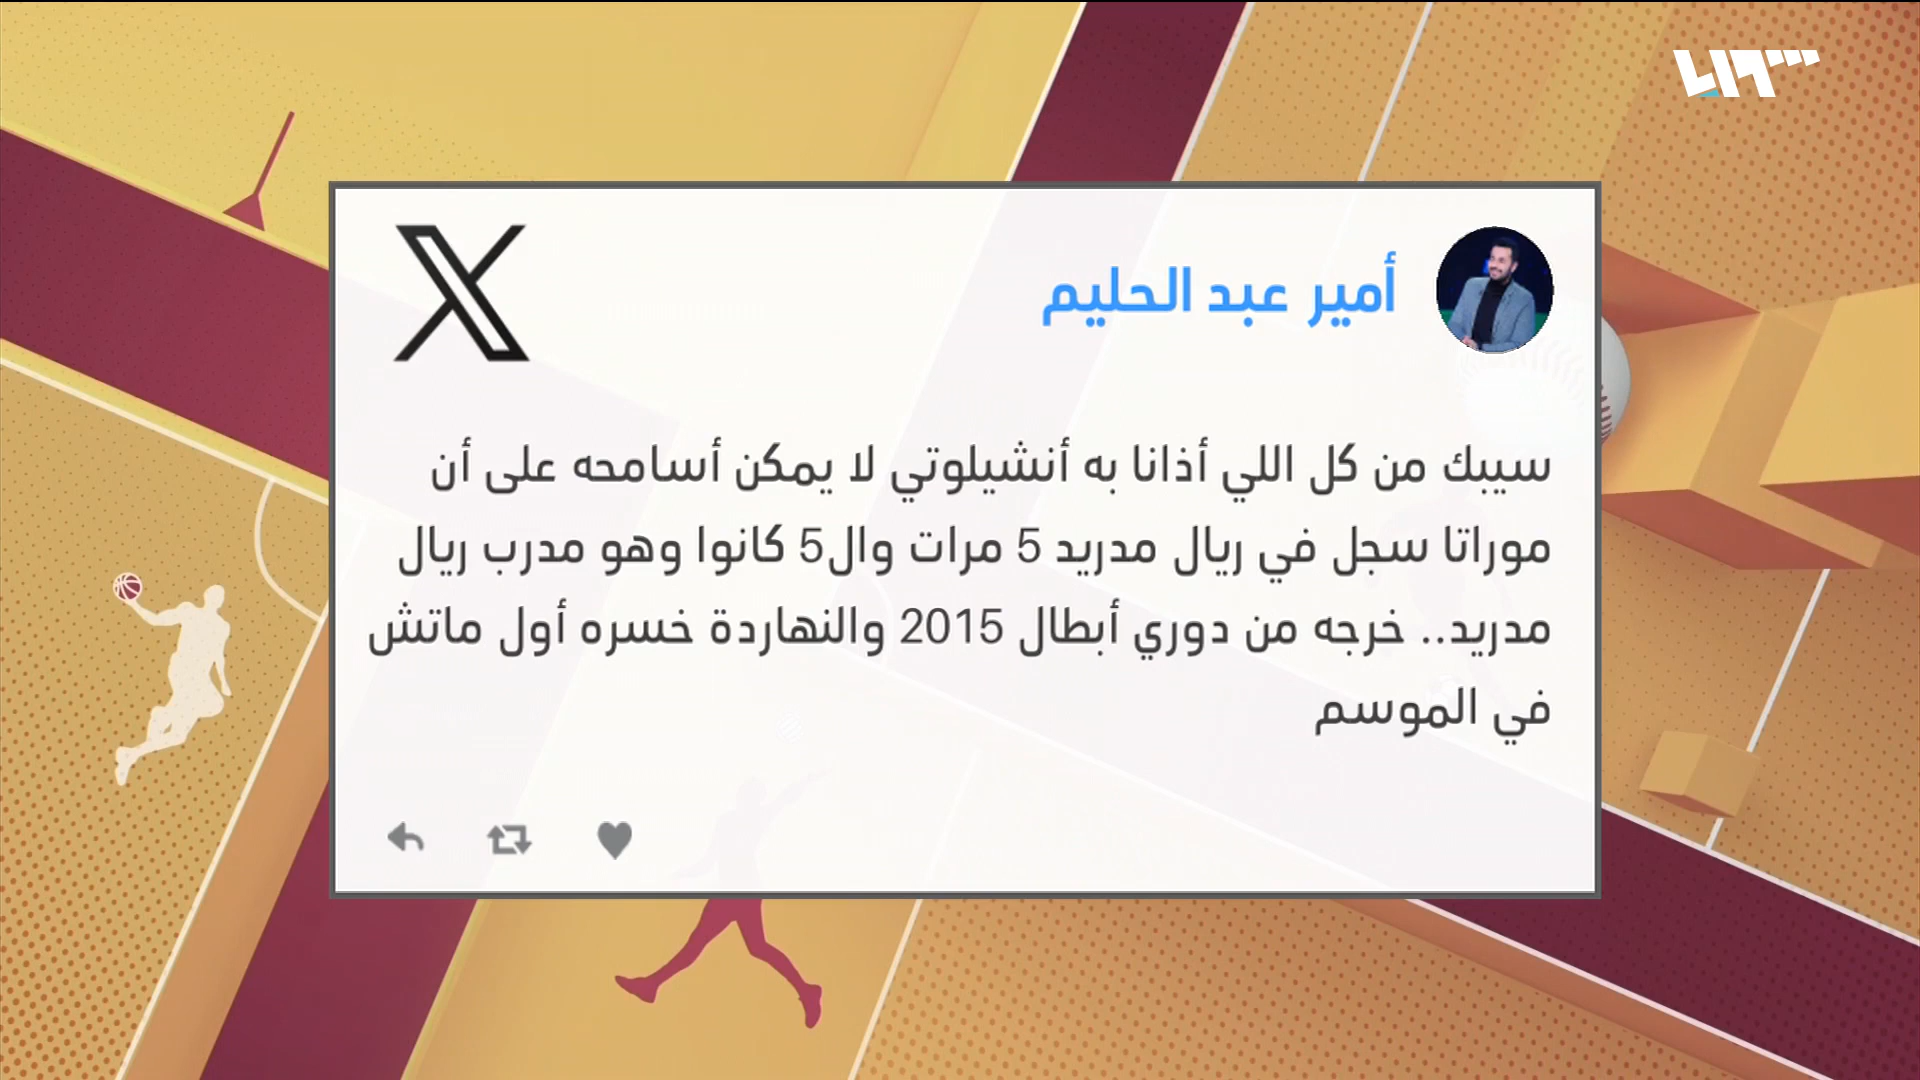 أمير عبد الحليم
سيبك من كل اللي أذانا به أنشيلوتي لا يمكن أسامحه على أن
موراتا سجل في ريال مدريد 5 مرات وال5 كانوا وهو مدرب ريال
مدريد.. خرجه من دوري أبطال 2015 والنهاردة خسره أول ماتش
في الموسم